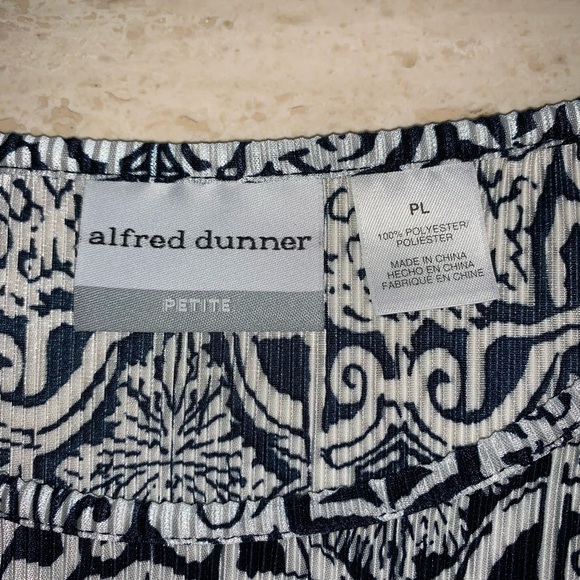 alfred dunner
PETITE
PL
100% POLYESTER/
POLIÉSTER
MADE IN CHINA
HECHO EN CHINA
FABRIQUÉ EN CHINE